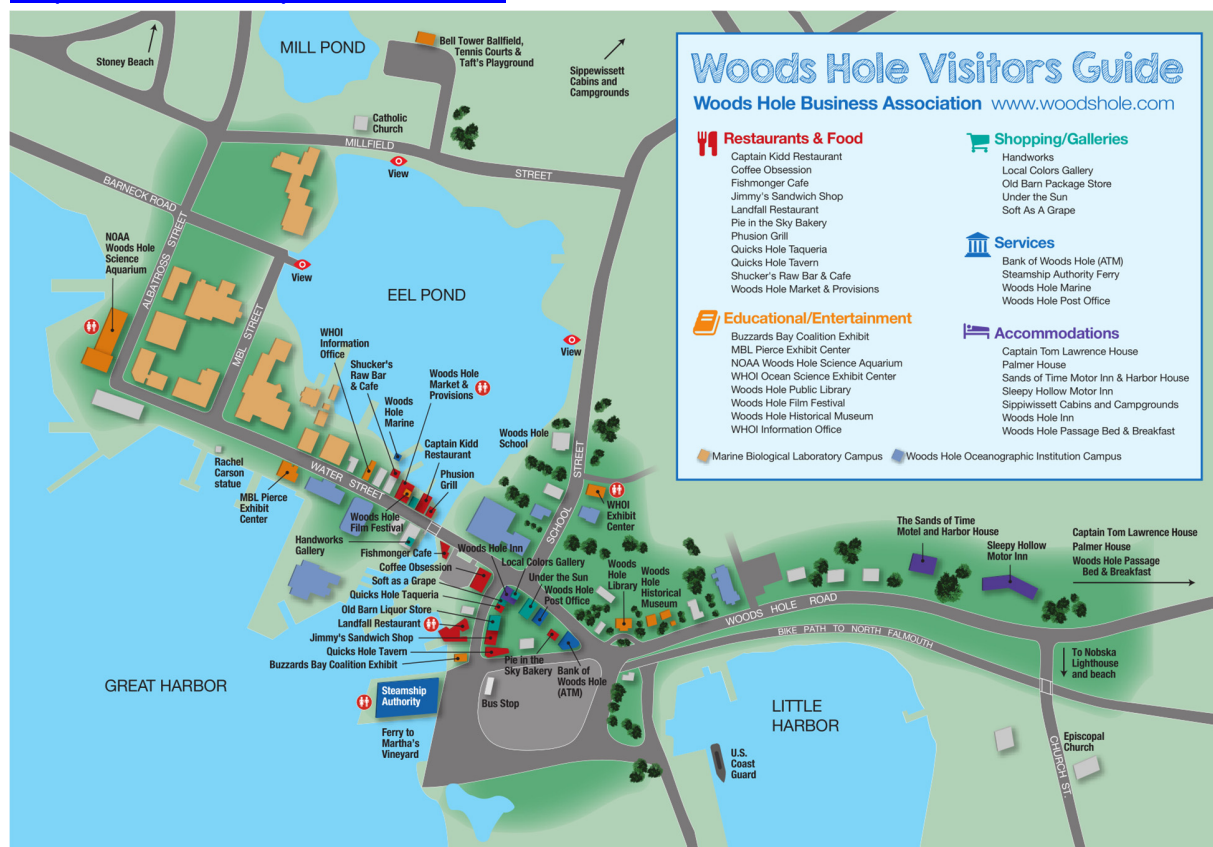 MILL POND
Bell Tower Ballfield,
Tennis Courts &
Taft's Playground
Stoney Beach
Sippewissett
Cabins and
Campgrounds
Catholic
Church
MILLFIELD
STREET
View
BARNECK ROAD
ALBATROSS STREET
NOAA
Woods Hole
Science
Aquarium
View
MBL STREET
EEL POND
View
WHOI
Information
Office
Shucker's
Raw Bar
& Cafe
Woods
Hole
Marine
Woods Hole
Market &
Provisions
Captain Kidd
Restaurant
Phusion
Grill
Woods Hole
School
SCHOOL STREET
WHOI
Exhibit
Center
Rachel
Carson
statue
WATER STREET
MBL Pierce
Exhibit
Center
Woods Hole
Film Festival
Handworks
Gallery
Fishmonger Cafe
Woods Hole Inn
Coffee Obsession
Local Colors Gallery
Soft as a Grape
Under the Sun
Quicks Hole Taqueria
Woods Hole
Post Office
Old Barn Liquor Store
Landfall Restaurant
Jimmy's Sandwich Shop
Quicks Hole Tavern
Buzzards Bay Coalition Exhibit
Pie in the
Sky Bakery
Bank of
Woods Hole
(ATM)
Woods
Hole
Library
Woods
Hole
Historical
Museum
WOODS HOLE ROAD
BIKE PATH TO NORTH FALMOUTH
The Sands of Time
Motel and Harbor House
Sleepy Hollow
Motor Inn
Captain Tom Lawrence House
Palmer House
Woods Hole Passage
Bed & Breakfast
To Nobska
Lighthouse
and beach
GREAT HARBOR
Steamship
Authority
Bus Stop
Ferry to
Martha's
Vineyard
LITTLE
HARBOR
U.S.
Coast
Guard
CHURCH ST.
Episcopal
Church
Woods Hole Visitors Guide
Woods Hole Business Association www.woodshole.com
Restaurants & Food
Captain Kidd Restaurant
Coffee Obsession
Fishmonger Cafe
Jimmy's Sandwich Shop
Landfall Restaurant
Pie in the Sky Bakery
Phusion Grill
Quicks Hole Taqueria
Quicks Hole Tavern
Shucker's Raw Bar & Cafe
Woods Hole Market & Provisions
Educational/Entertainment
Buzzards Bay Coalition Exhibit
MBL Pierce Exhibit Center
NOAA Woods Hole Science Aquarium
WHOI Ocean Science Exhibit Center
Woods Hole Public Library
Woods Hole Film Festival
Woods Hole Historical Museum
WHOI Information Office
Shopping/Galleries
Handworks
Local Colors Gallery
Old Barn Package Store
Under the Sun
Soft As A Grape
Services
Bank of Woods Hole (ATM)
Steamship Authority Ferry
Woods Hole Marine
Woods Hole Post Office
Accommodations
Captain Tom Lawrence House
Palmer House
Sands of Time Motor Inn & Harbor House
Sleepy Hollow Motor Inn
Sippiwissett Cabins and Campgrounds
Woods Hole Inn
Woods Hole Passage Bed & Breakfast
Marine Biological Laboratory Campus
Woods Hole Oceanographic Institution Campus